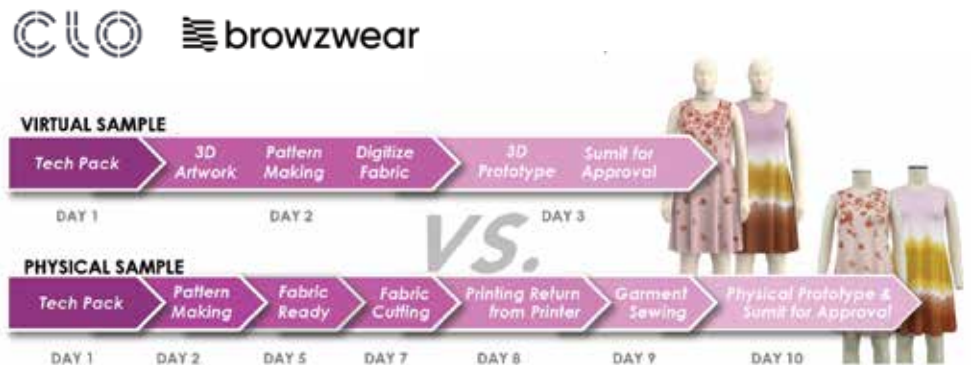 CLO browzwear
VIRTUAL SAMPLE
Tech Pack
3D
Artwork
Pattern
Making
Digitize
Fabric
3D
Prototype
Sumit for
Approval
DAY 1 DAY 2 DAY 3
VS.
PHYSICAL SAMPLE
Tech Pack
Pattern
Making
Fabric
Ready
Fabric
Cutting
Printing Return
from Printer
Garment
Sewing
Physical Prototype &
Sumit for Approval
DAY 1 DAY 2 DAY 5 DAY 7 DAY 8 DAY 9 DAY 10